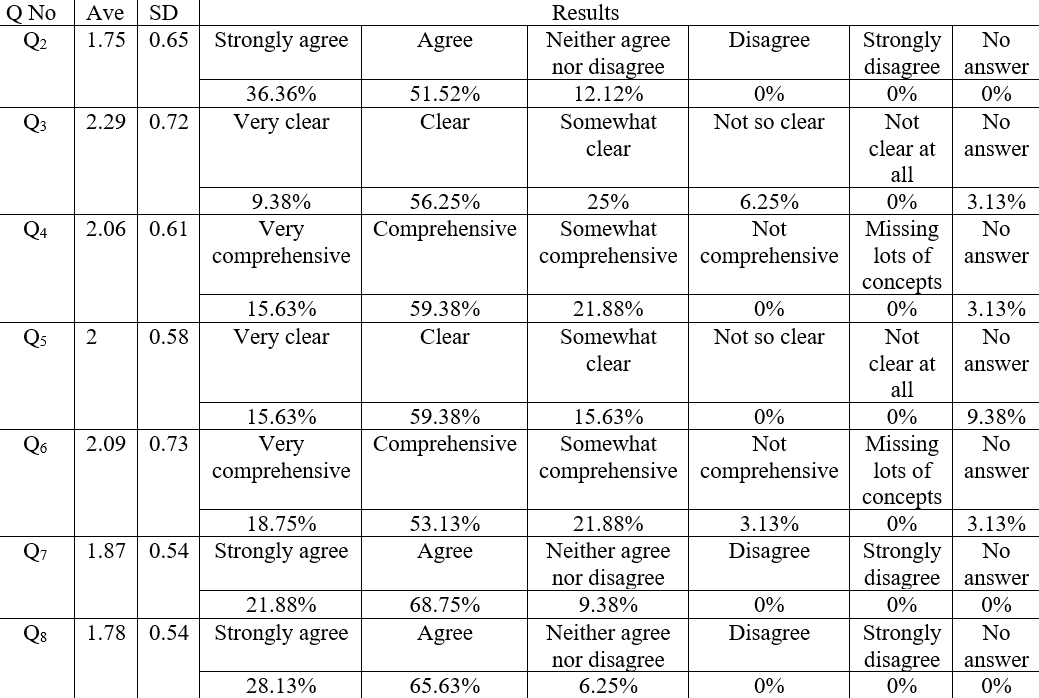 Q No Ave SD Results
Q2 1.75 0.65 Strongly agree Agree Neither agree nor disagree Disagree Strongly disagree No answer
36.36% 51.52% 12.12% 0% 0% 0%
Q3 2.29 0.72 Very clear Clear Somewhat clear Not so clear Not clear at all No answer
9.38% 56.25% 25% 6.25% 0% 3.13%
Q4 2.06 0.61 Very comprehensive Comprehensive Somewhat comprehensive Not comprehensive Missing lots of concepts No answer
15.63% 59.38% 21.88% 0% 0% 3.13%
Q5 2 0.58 Very clear Clear Somewhat clear Not so clear Not clear at all No answer
15.63% 59.38% 15.63% 0% 0% 9.38%
Q6 2.09 0.73 Very comprehensive Comprehensive Somewhat comprehensive Not comprehensive Missing lots of concepts No answer
18.75% 53.13% 21.88% 3.13% 0% 3.13%
Q7 1.87 0.54 Strongly agree Agree Neither agree nor disagree Disagree Strongly disagree No answer
21.88% 68.75% 9.38% 0% 0% 0%
Q8 1.78 0.54 Strongly agree Agree Neither agree nor disagree Disagree Strongly disagree No answer
28.13% 65.63% 6.25% 0% 0% 0%